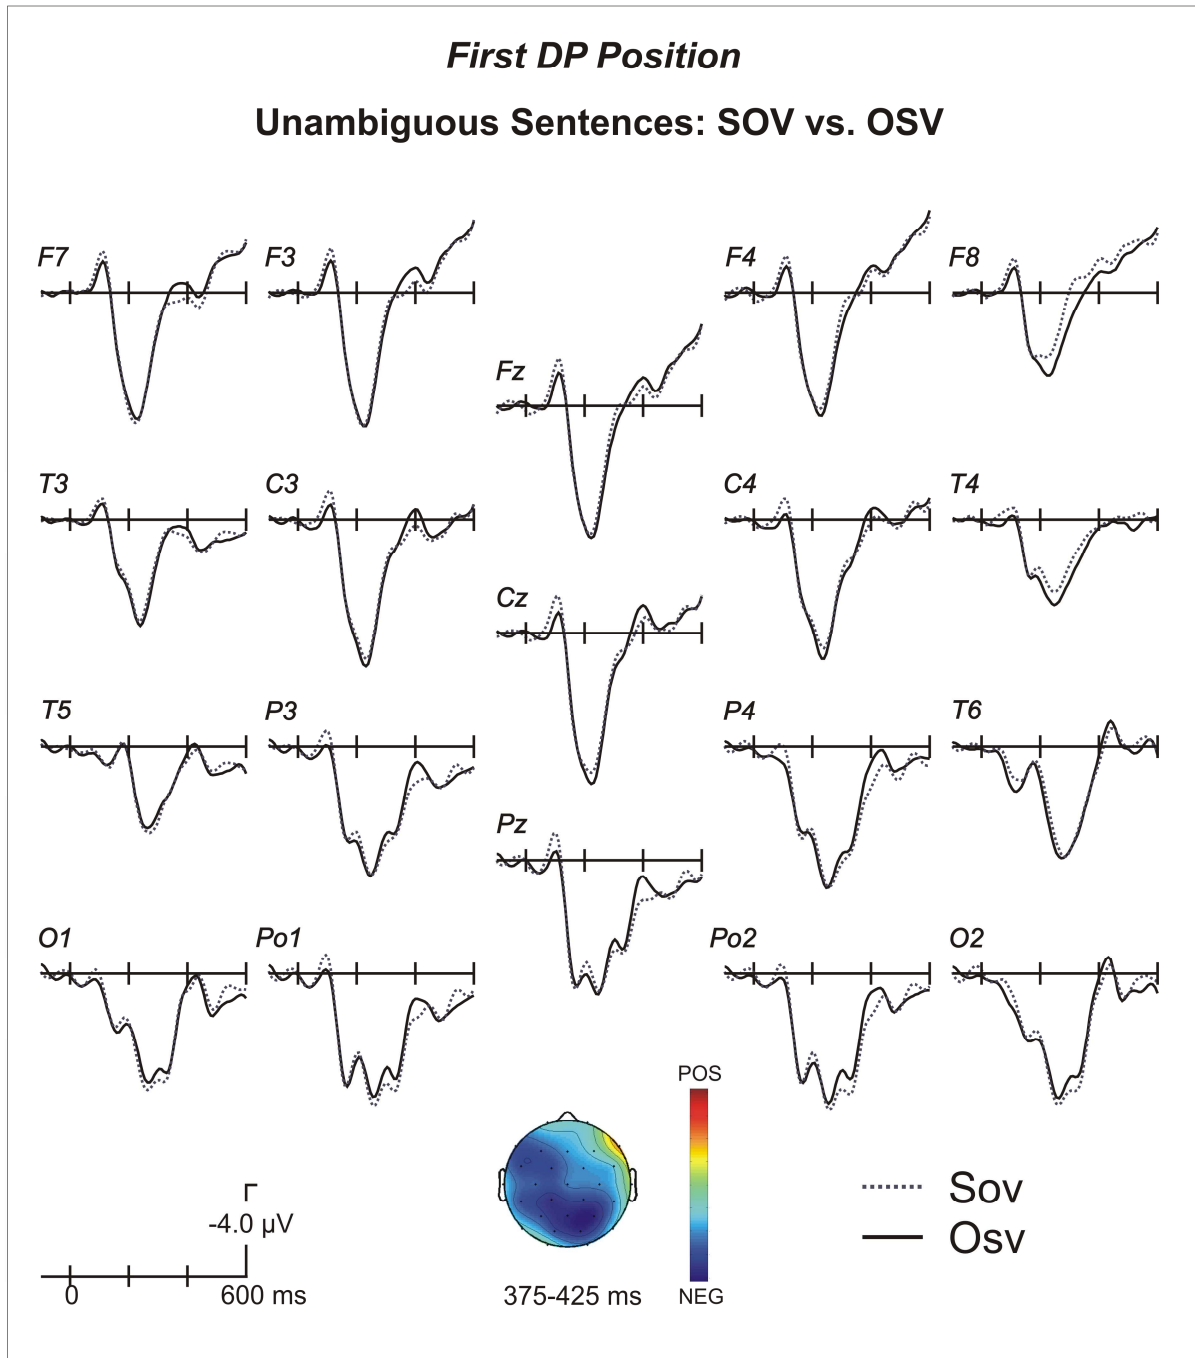 First DP Position
Unambiguous Sentences: SOV vs. OSV
F7 F3 F4 F8
Fz
T3 C3 C4 T4
Cz
T5 P3 P4 T6
Pz
O1 Po1 Po2 O2
POS
Sov
-4.0 µV
Osv
0 600 ms 375-425 ms NEG